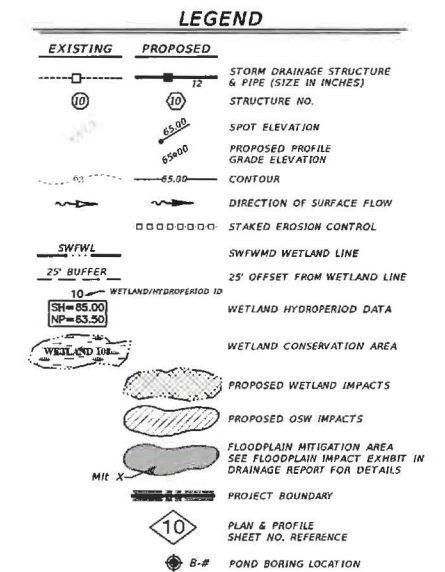 LEGEND
EXISTING PROPOSED
12
STORM DRAINAGE STRUCTURE
& PIPE (SIZE IN INCHES)
10 10 STRUCTURE NO.
65.00 SPOT ELEVATION
65.00 PROPOSED PROFILE
GRADE ELEVATION
63 65.00 CONTOUR
DIRECTION OF SURFACE FLOW
STAKED EROSION CONTROL
SWFWL SWFWMD WETLAND LINE
25' BUFFER 25' OFFSET FROM WETLAND LINE
10 WETLAND/HYDROPERIOD ID
SH=85.00
NP=83.50
WETLAND HYDROPERIOD DATA
WETLAND 108 WETLAND CONSERVATION AREA
PROPOSED WETLAND IMPACTS
PROPOSED OSW IMPACTS
FLOODPLAIN MITIGATION AREA
SEE FLOODPLAIN IMPACT EXHBIT IN
DRAINAGE REPORT FOR DETAILS
Mit X
PROJECT BOUNDARY
10 PLAN & PROFILE
SHEET NO. REFERENCE
B-# POND BORING LOCATION